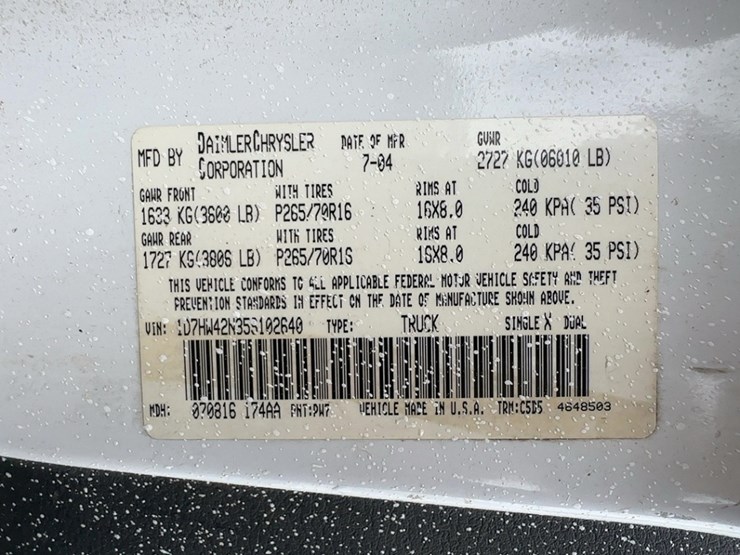 MFD BY DAIMLERCHRYSLER CORPORATION DATE OF MFR 7-04 GVWR 2727 KG(06010 LB)
GAWR FRONT WITH TIRES RIMS AT COLD
1633 KG(3600 LB) P265/70R16 16X8.0 240 KPA( 35 PSI)
GAWR REAR WITH TIRES RIMS AT COLD
1727 KG(3806 LB) P265/70R16 16X8.0 240 KPA( 35 PSI)
THIS VEHICLE CONFORMS TO ALL APPLICABLE FEDERAL MOTOR VEHICLE SAFETY AND THEFT
PREVENTION STANDARDS IN EFFECT ON THE DATE OF MANUFACTURE SHOWN ABOVE.
VIN: 1D7HW42N35S102640 TYPE: TRUCK SINGLE X DUAL
MDH: 070816 174AA PNT:PW7 VEHICLE MADE IN U.S.A. TRM:C5D5 4648503